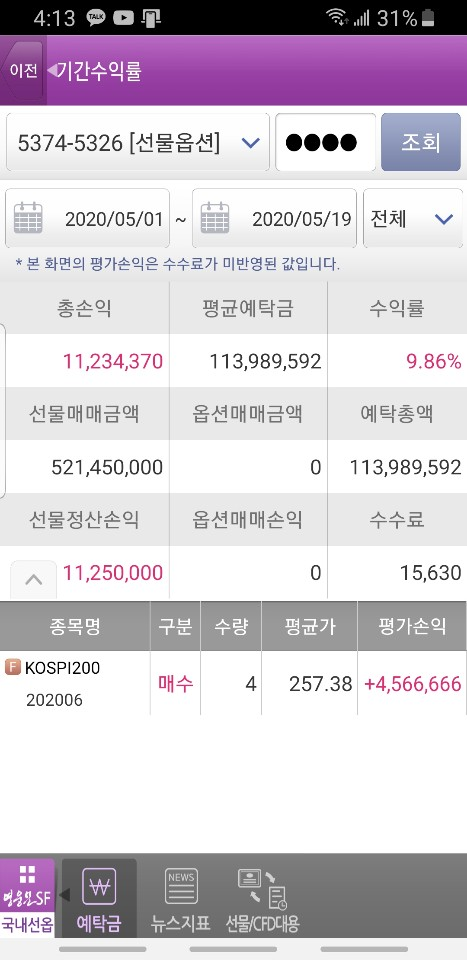 4:13 TALK 31%
이전 기간수익률
5374-5326 [선물옵션] ●●●● 조회
2020/05/01 ~ 2020/05/19 전체
* 본 화면의 평가손익은 수수료가 미반영된 값입니다.
총손익 평균예탁금 수익률
11,234,370 113,989,592 9.86%
선물매매금액 옵션매매금액 예탁총액
521,450,000 0 113,989,592
선물정산손익 옵션매매손익 수수료
11,250,000 0 15,630
종목명 구분 수량 평균가 평가손익
F KOSPI200 매수 4 257.38 +4,566,666
202006
영웅문SF NEWS
국내선옵 예탁금 뉴스지표 선물/CFD대용